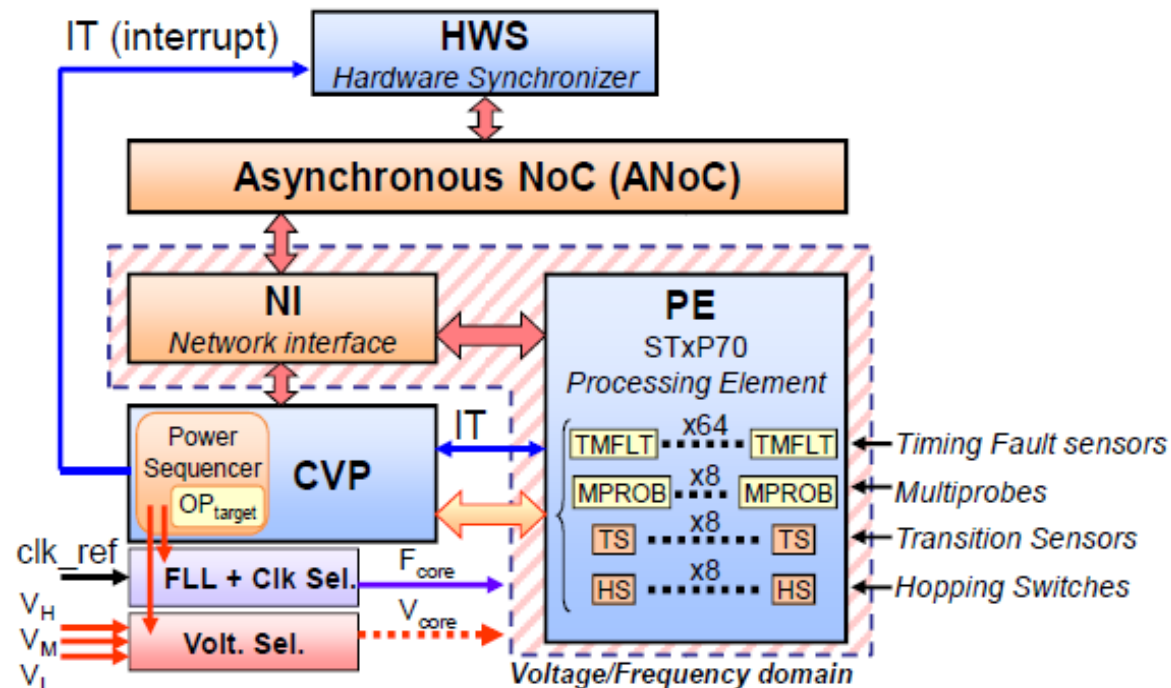 IT (interrupt)
HWS
Hardware Synchronizer
Asynchronous NoC (ANoC)
NI
Network interface
PE
STxP70
Processing Element
Power
Sequencer
OPtarget
CVP
IT
x64
TMFLT TMFLT
Timing Fault sensors
x8
MPROB MPROB
Multiprobes
x8
TS TS
Transition Sensors
x8
HS HS
Hopping Switches
clk_ref
FLL + Clk Sel.
Fcore
VH
VM
VL
Volt. Sel.
Vcore
Voltage/Frequency domain